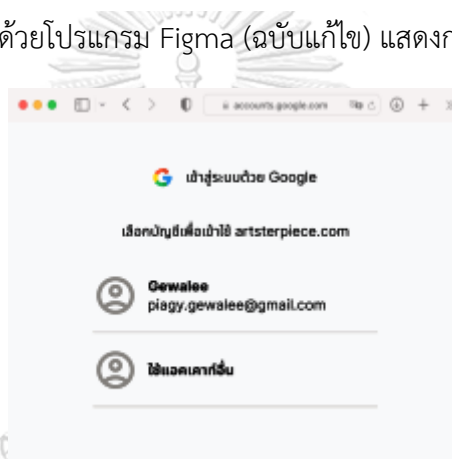 ด้วยโปรแกรม Figma (ฉบับแก้ไข) แสดงก
accounts.google.com
เข้าสู่ระบบด้วย Google
เลือกบัญชีเพื่อเข้าใช้ artsterpiece.com
Gewalee
piagy.gewalee@gmail.com
ใช้แอคเคาท์อื่น